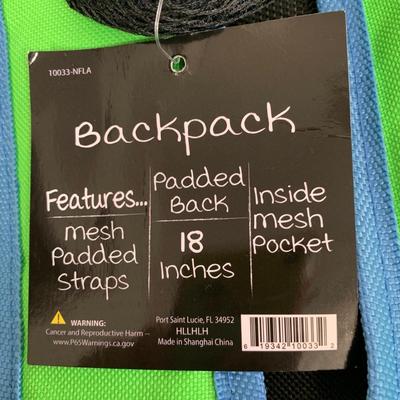 10033-NFLA
Backpack
Features...
mesh
Padded
Straps
Padded
Back
18
Inches
Inside
mesh
Pocket
WARNING:
Cancer and Reproductive Harm --
www.P65Warnings.ca.gov
Port Saint Lucie, FL 34952
HLLHLH
Made in Shanghai China
6 19342 10033 2